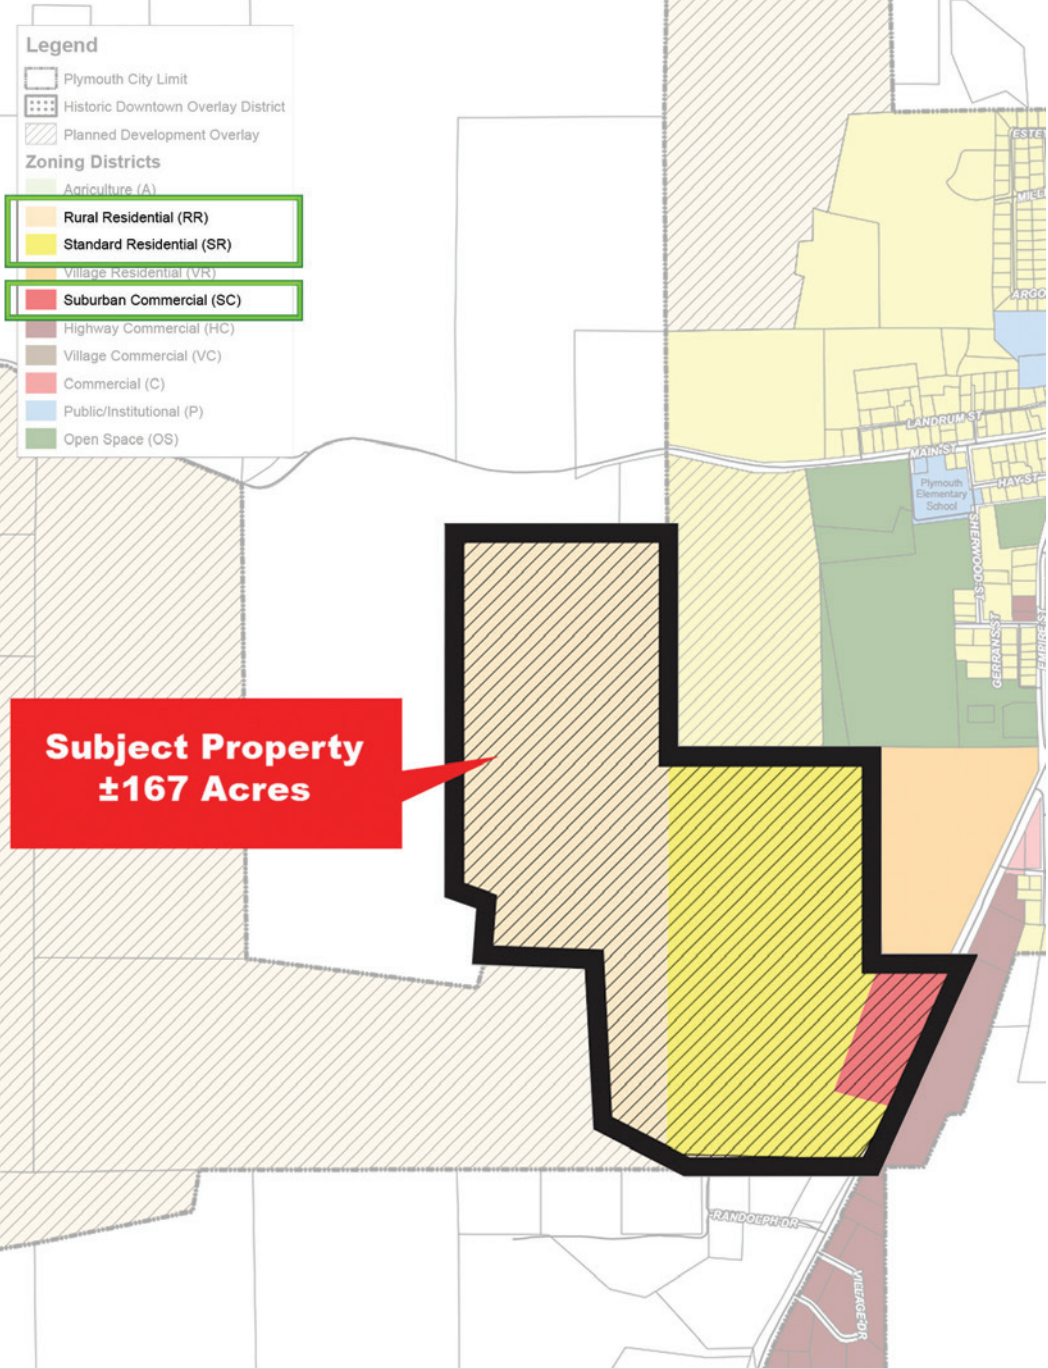 Legend
Plymouth City Limit
Historic Downtown Overlay District
Planned Development Overlay
Zoning Districts
Agriculture (A)
Rural Residential (RR)
Standard Residential (SR)
Village Residential (VR)
Suburban Commercial (SC)
Highway Commercial (HC)
Village Commercial (VC)
Commercial (C)
Public/Institutional (P)
Open Space (OS)
LANDRUM ST
MAIN ST
HAY ST
Plymouth
Elementary
School
SHERWOOD ST
GERRANS ST
EMPIRE ST
Subject Property
±167 Acres
RANDOLPH DR
VILLAGE DR